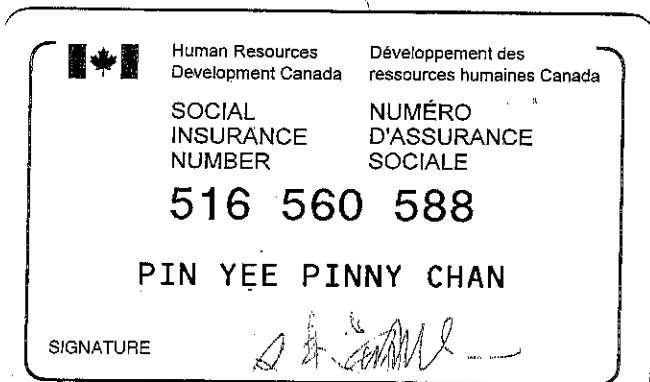 Human Resources
Development Canada
Développement des
ressources humaines Canada
SOCIAL
INSURANCE
NUMBER
NUMÉRO
D'ASSURANCE
SOCIALE
516 560 588
PIN YEE PINNY CHAN
SIGNATURE